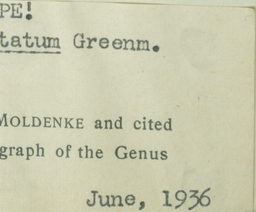 PE!
tatum Greenm.
MOLDENKE and cited
graph of the Genus
June, 1936